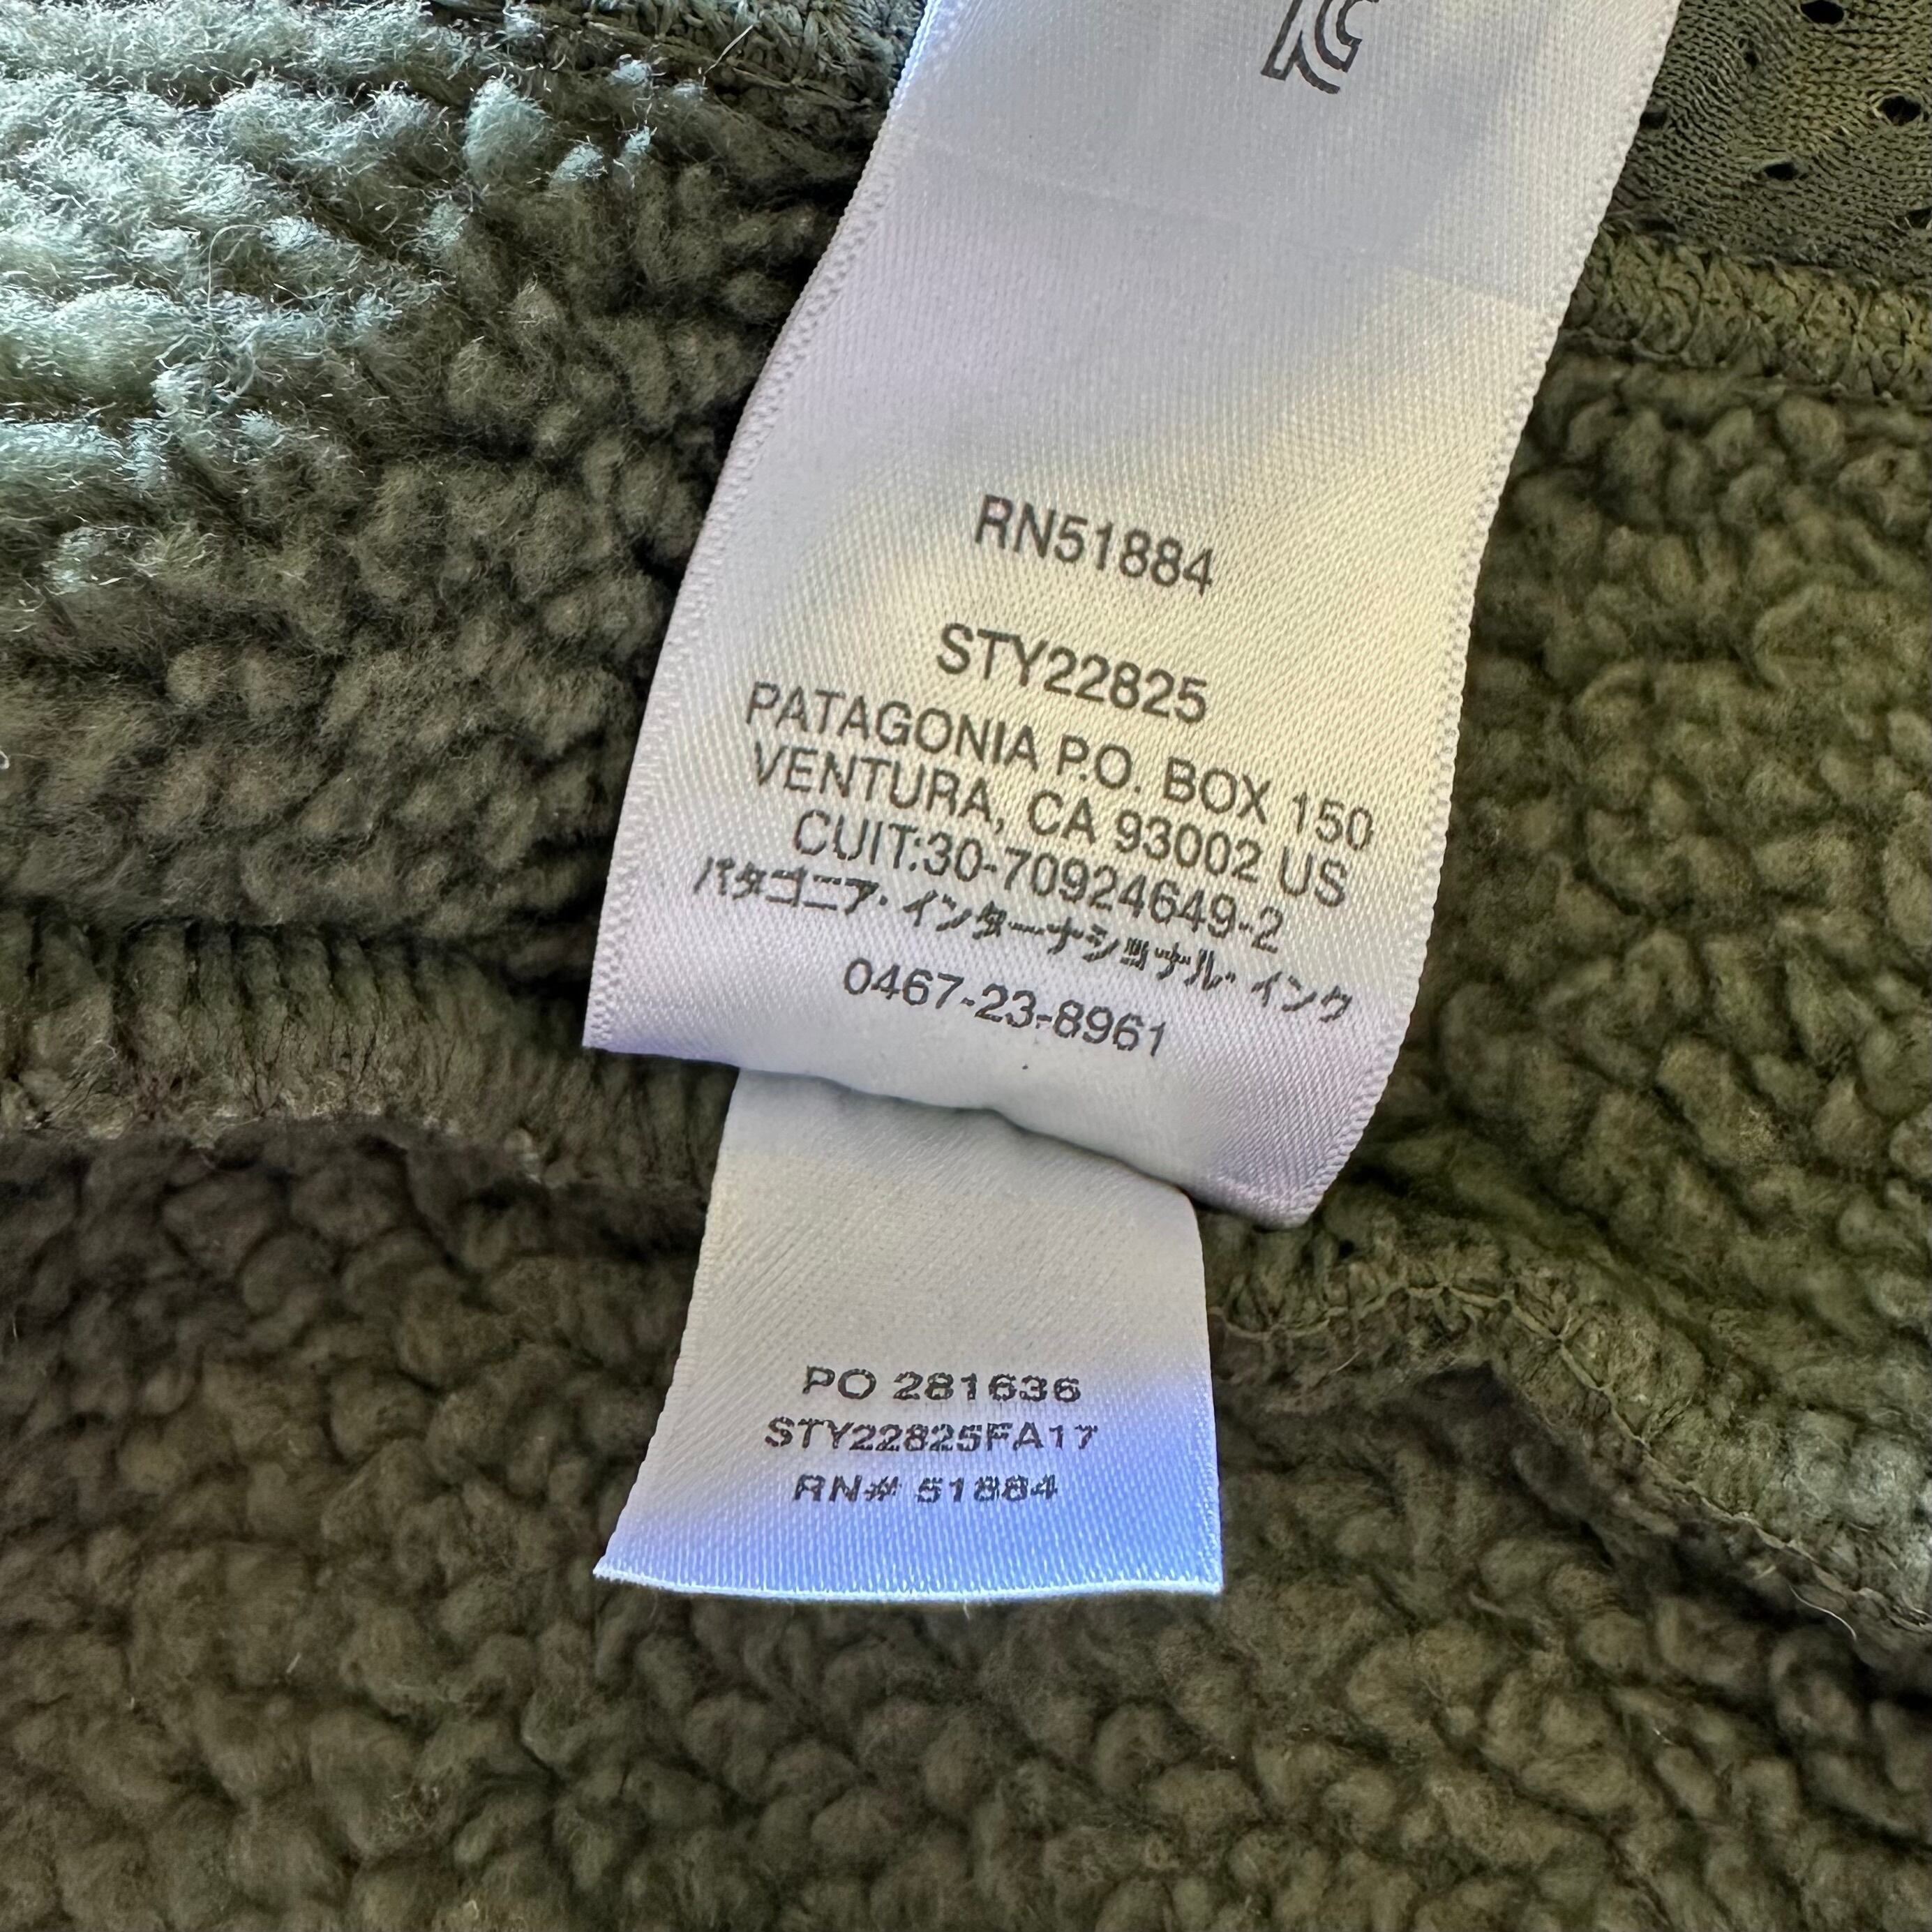 RN51884
STY22825
PATAGONIA P.O. BOX 150
VENTURA, CA 93002 US
CUIT:30-70924649-2
パタゴニア・インターナショナル・インク
0467-23-8961
PO 281636
STY22825FA17
RN# 51884